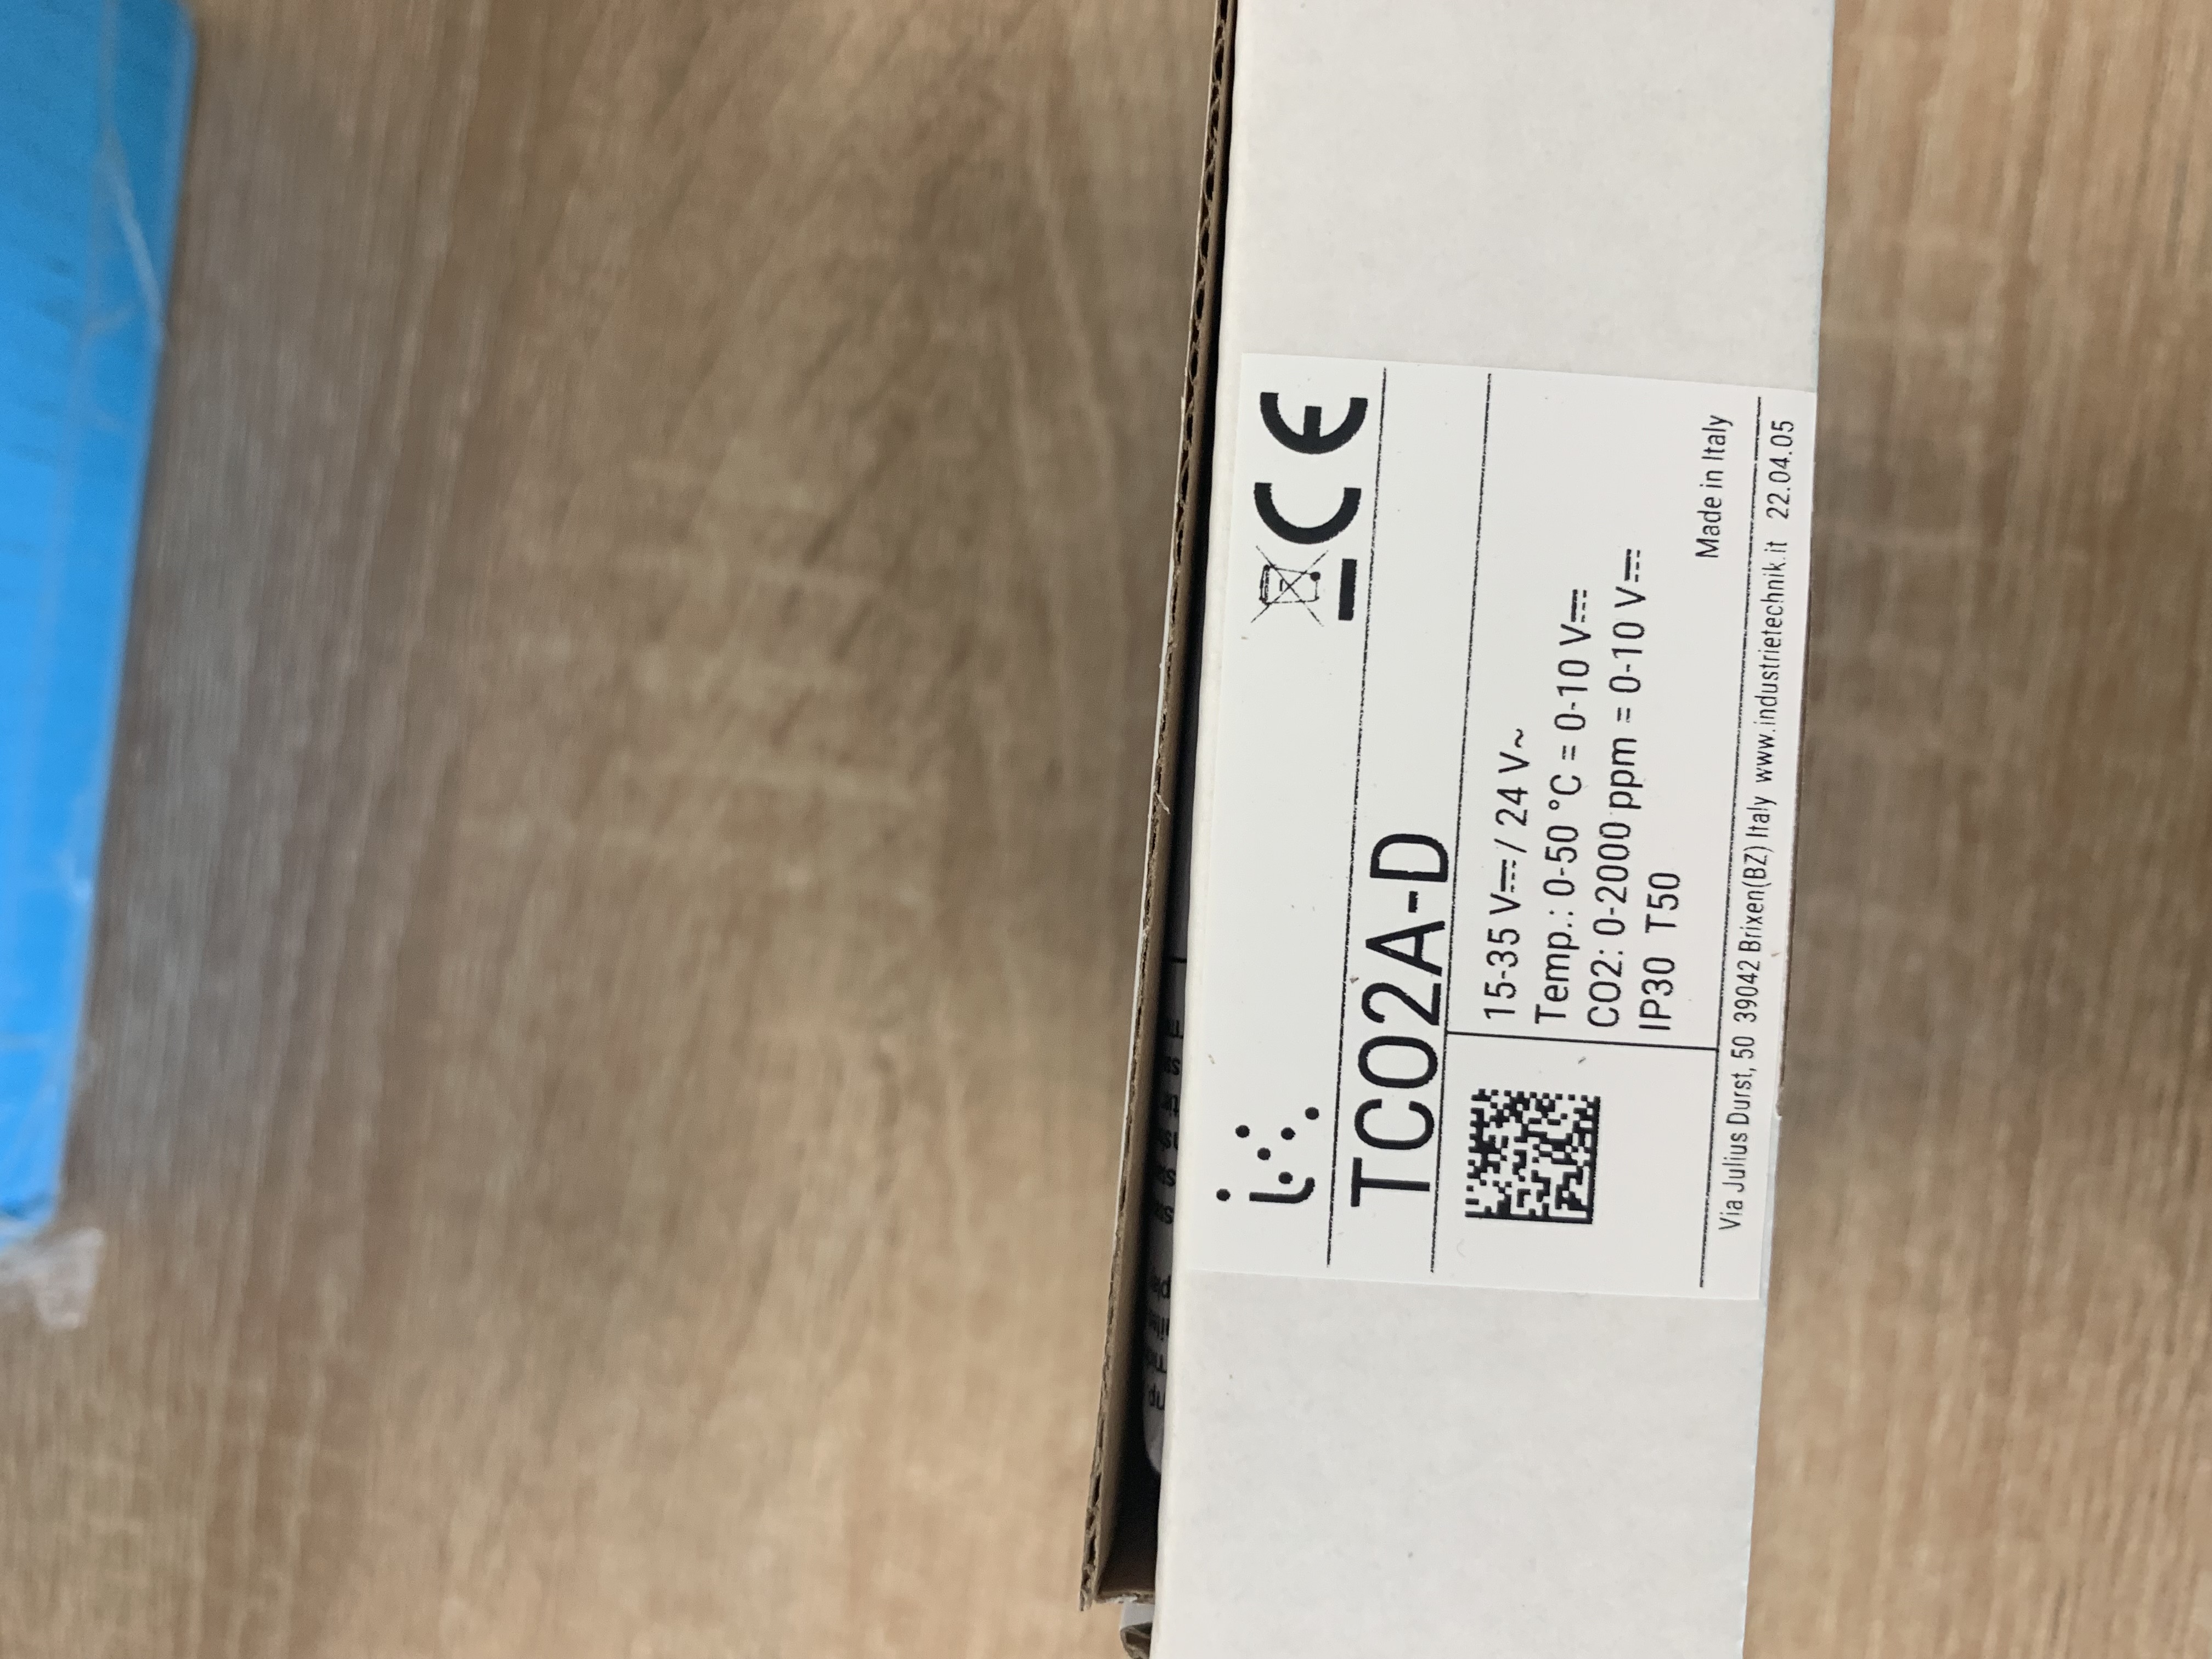 TCO2A-D
15-35 V⎓/ 24 V~
Temp.: 0-50 °C = 0-10 V⎓
CO2: 0-2000 ppm = 0-10 V⎓
IP30 T50
Made in Italy
Via Julius Durst, 50 39042 Brixen(BZ) Italy www.industrietechnik.it 22.04.05